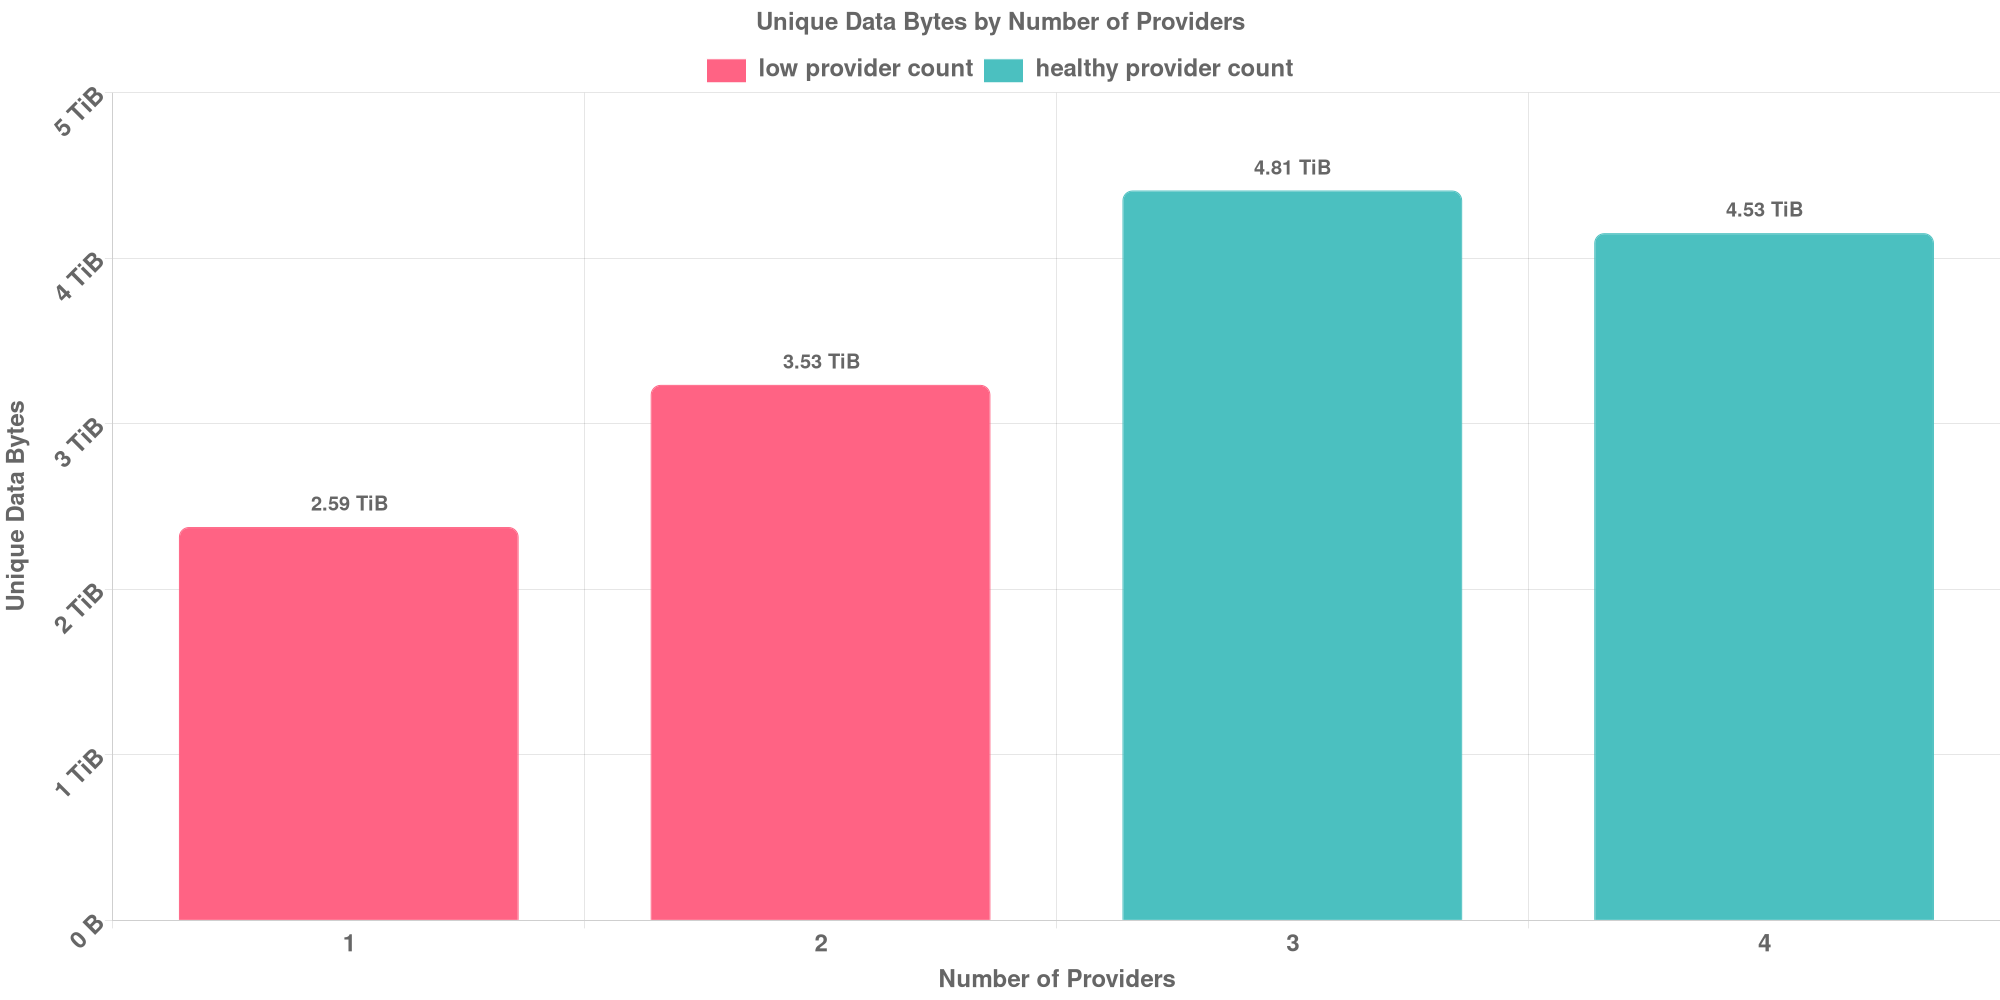 Unique Data Bytes by Number of Providers
low provider count healthy provider count
5 TiB
4 TiB
3 TiB
2 TiB
1 TiB
0 B
Unique Data Bytes
2.59 TiB
3.53 TiB
4.81 TiB
4.53 TiB
1 2 3 4
Number of Providers